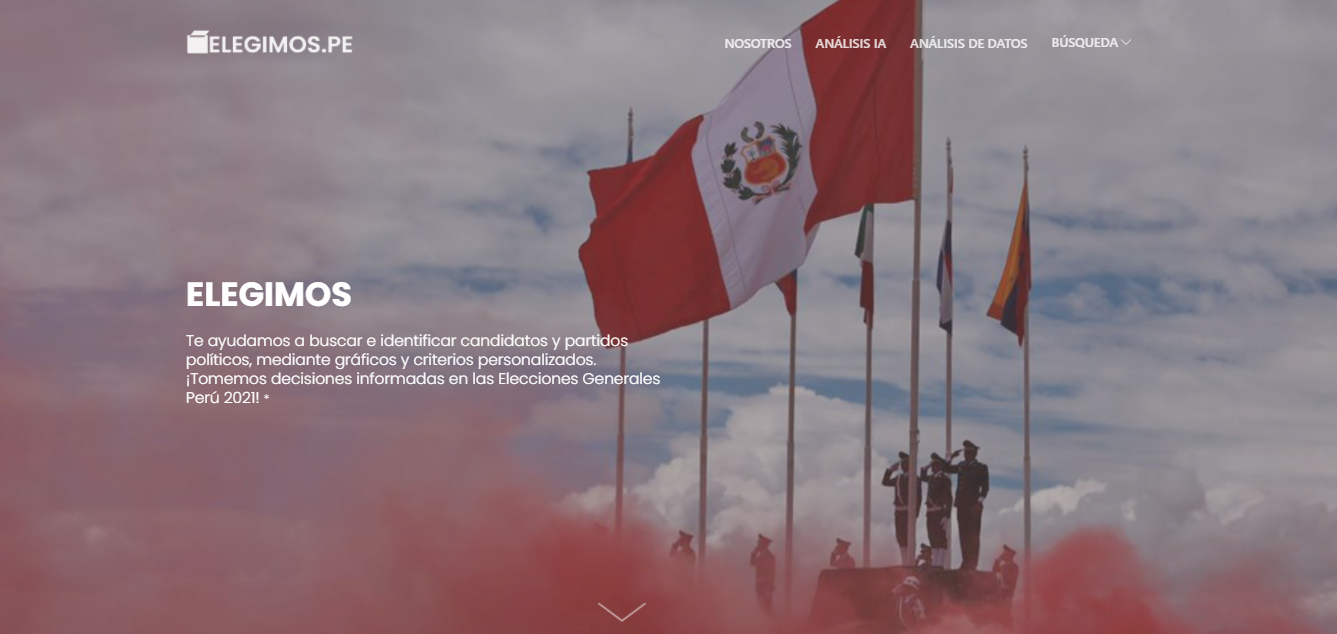 ELEGIMOS.PE
NOSOTROS
ANÁLISIS IA
ANÁLISIS DE DATOS
BÚSQUEDA
ELEGIMOS
Te ayudamos a buscar e identificar candidatos y partidos
políticos, mediante gráficos y criterios personalizados.
¡Tomemos decisiones informadas en las Elecciones Generales
Perú 2021! *